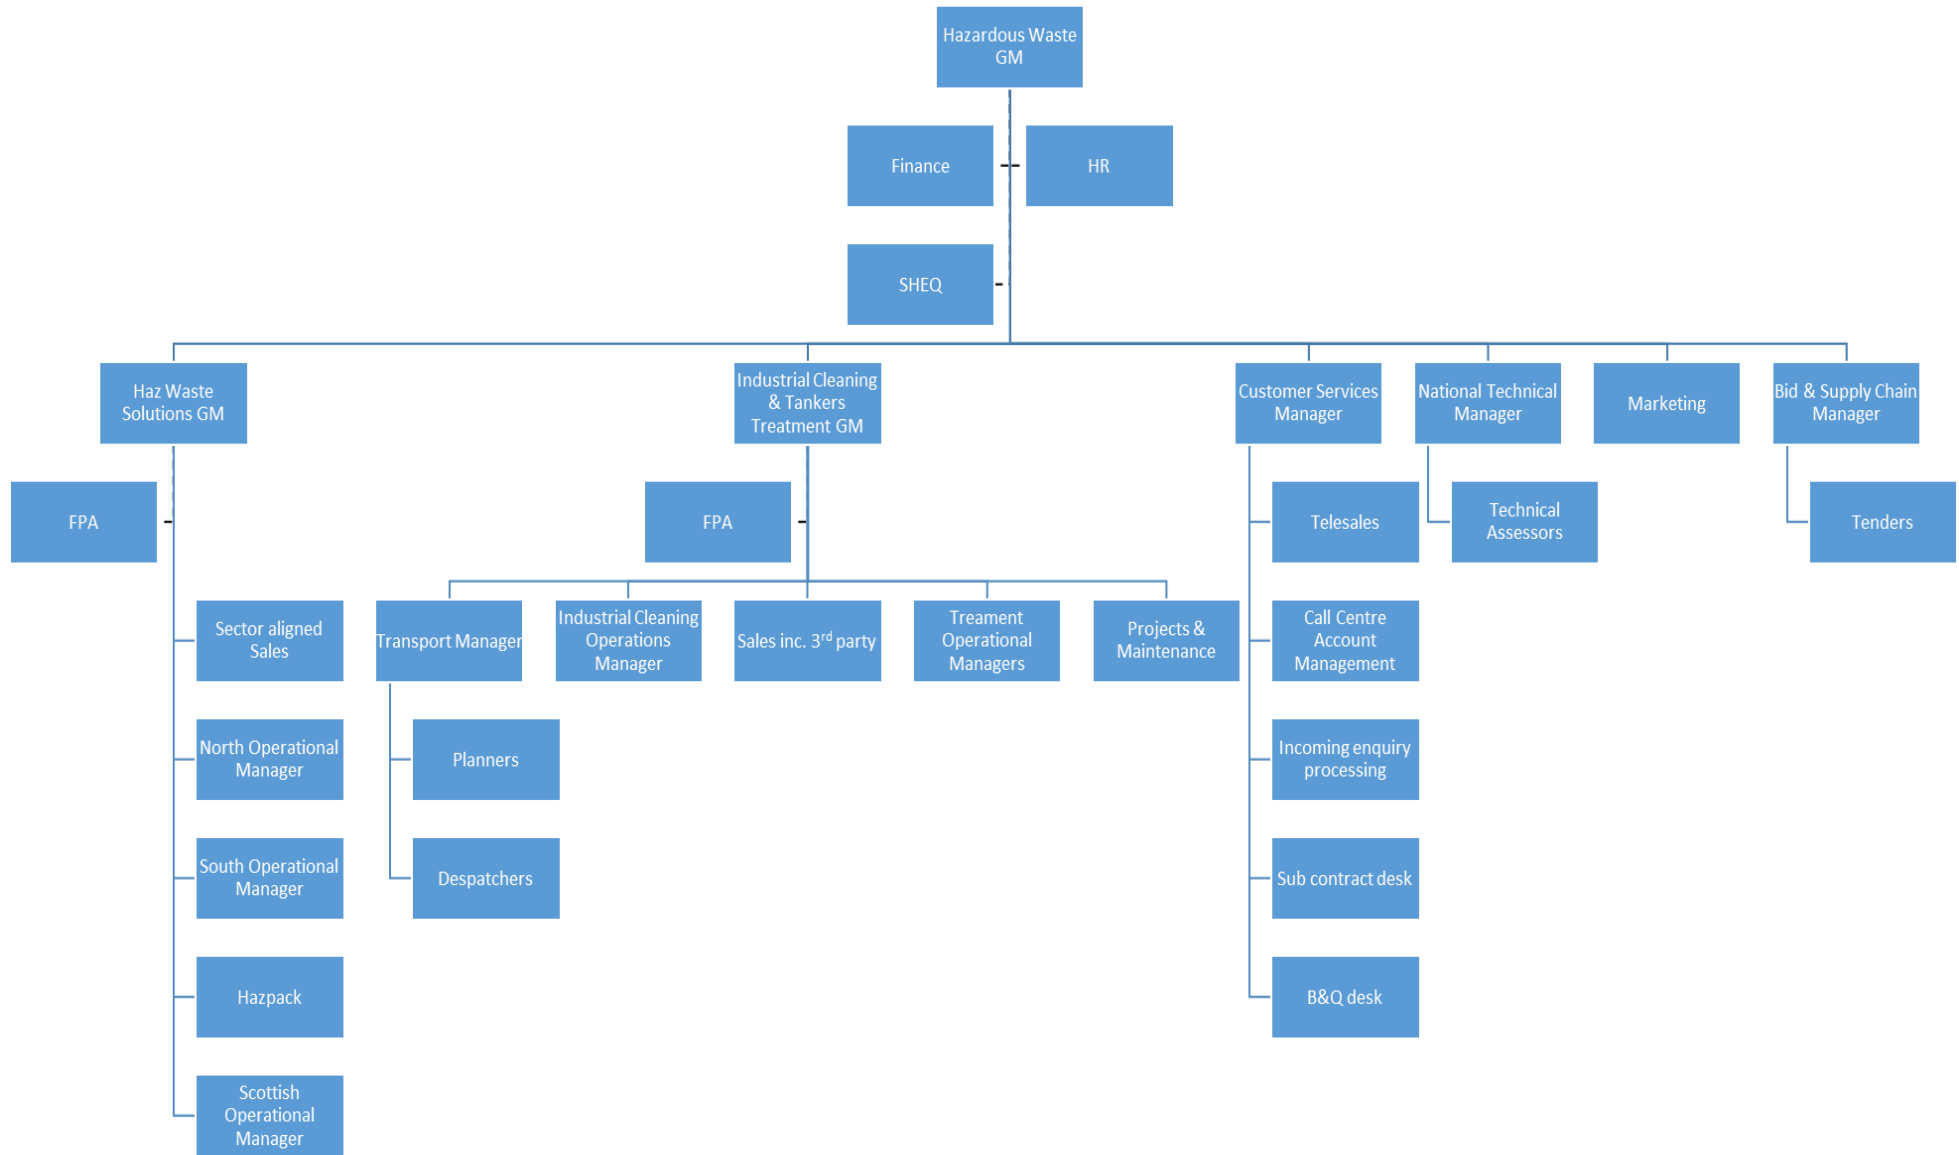 Hazardous Waste
GM
Finance
HR
SHEQ
Haz Waste
Solutions GM
Industrial Cleaning
& Tankers
Treatment GM
Customer Services
Manager
National Technical
Manager
Marketing
Bid & Supply Chain
Manager
FPA
FPA
Telesales
Technical
Assessors
Tenders
Sector aligned
Sales
Transport Manager
Industrial Cleaning
Operations
Manager
Sales inc. 3rd party
Treament
Operational
Managers
Projects &
Maintenance
Call Centre
Account
Management
North Operational
Manager
Planners
Incoming enquiry
processing
South Operational
Manager
Despatchers
Sub contract desk
Hazpack
B&Q desk
Scottish
Operational
Manager